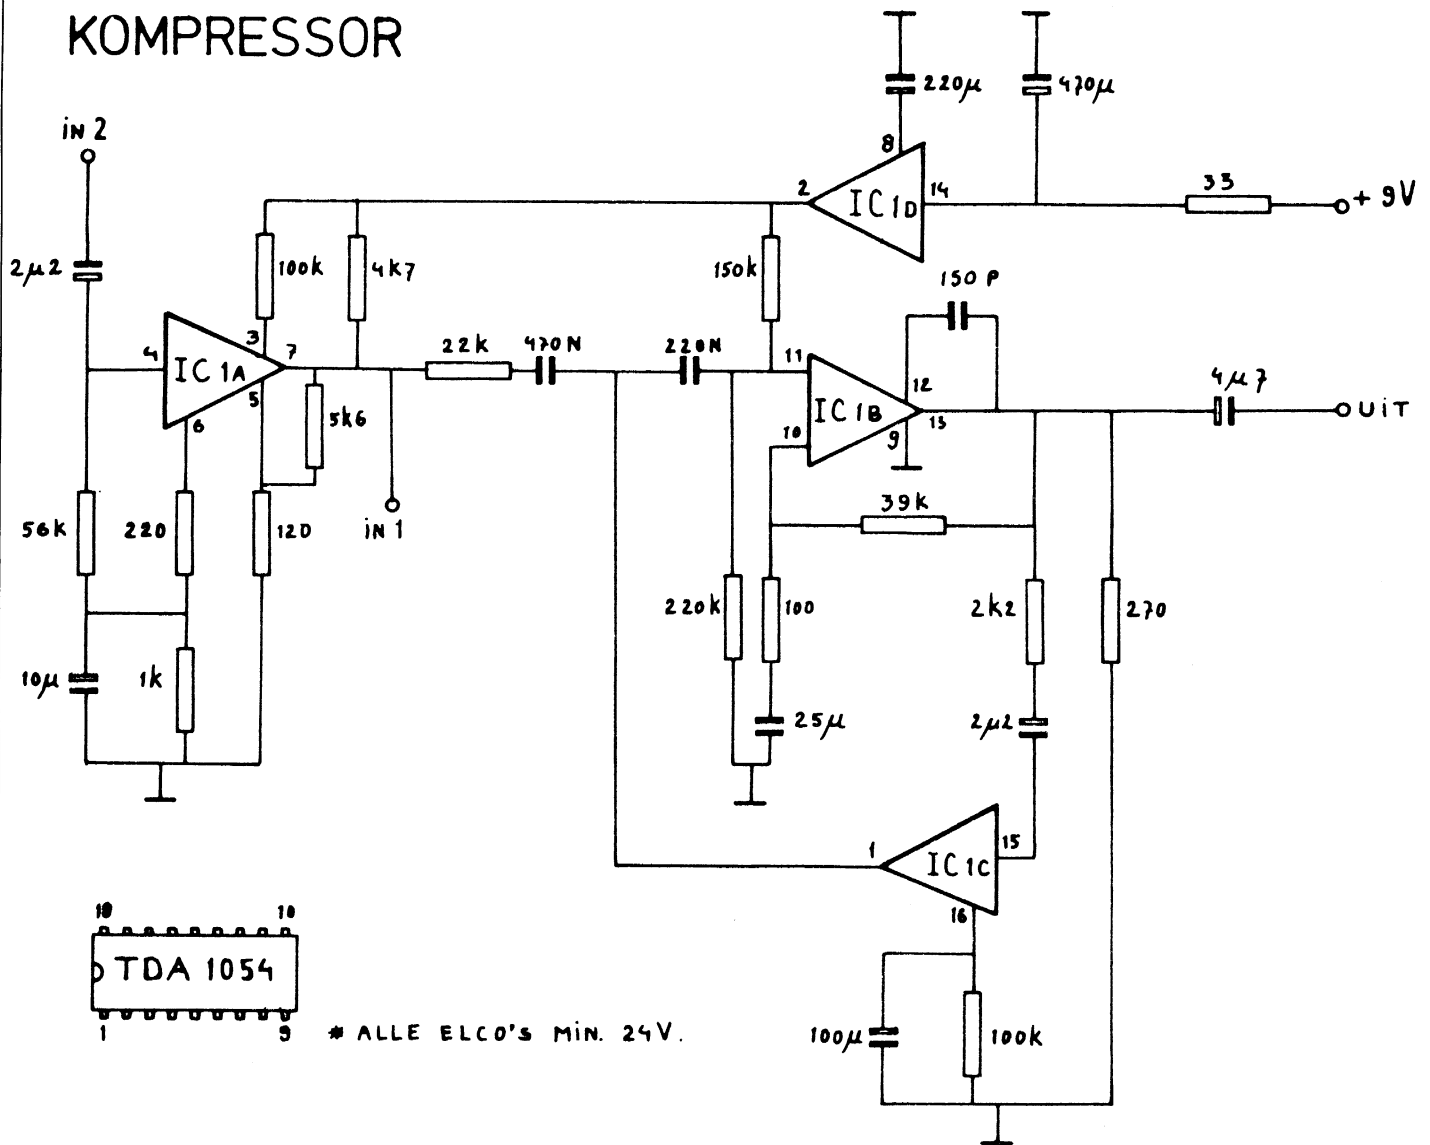 KOMPRESSOR
220µ
470µ
iN 2
8
2
IC 1D
14
33
+ 9V
2µ2
100k
4k7
150k
150 P
3
7
4
IC 1A
22k
470N
220N
11
12
4µ7
5
5k6
IC 1B
13
UiT
6
10
9
39k
56k
220
120
iN 1
220k
100
2k2
270
10µ
1k
25µ
2µ2
1
15
IC 1C
16
18
10
TDA 1054
1
9
* ALLE ELCO'S MiN. 24V.
100µ
100k